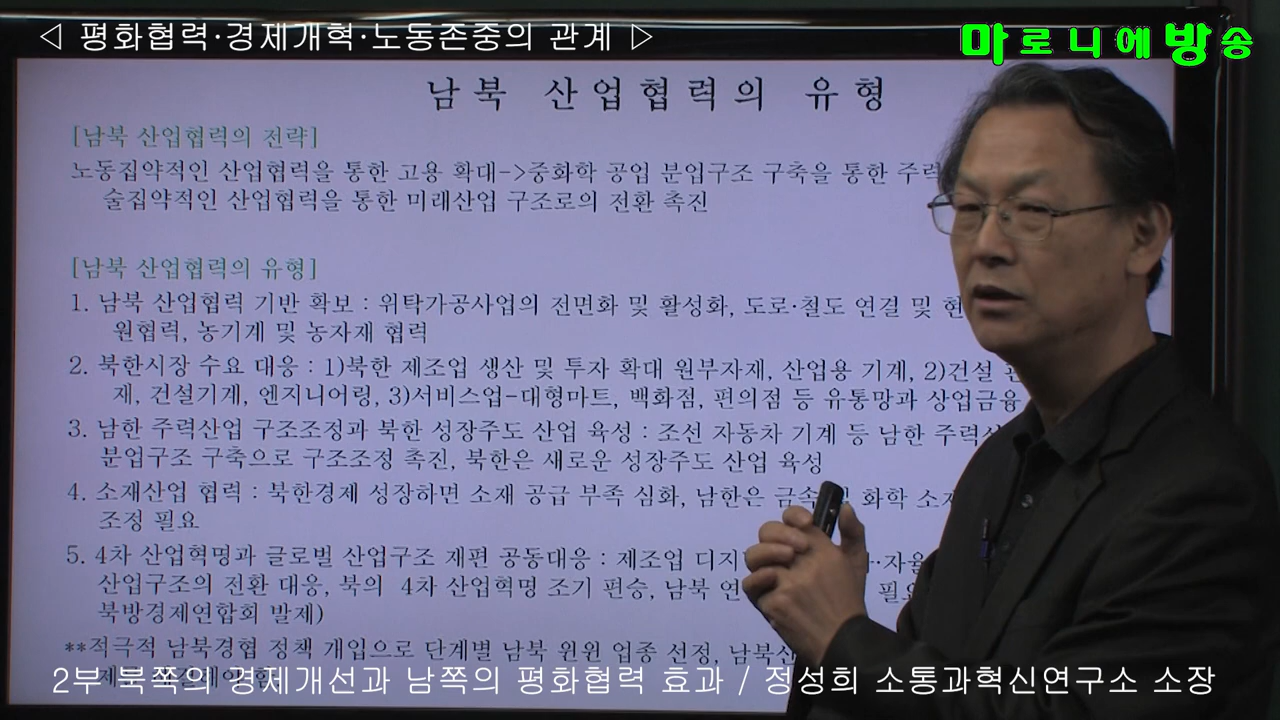 ◁ 평화협력·경제개혁·노동존중의 관계 ▷
마로니에방송
남북 산업협력의 유형
[남북 산업협력의 전략]
노동집약적인 산업협력을 통한 고용 확대->중화학 공업 분업구조 구축을 통한 주력
술집약적인 산업협력을 통한 미래산업 구조로의 전환 촉진
[남북 산업협력의 유형]
1. 남북 산업협력 기반 확보 : 위탁가공사업의 전면화 및 활성화, 도로·철도 연결 및 현
원협력, 농기계 및 농자재 협력
2. 북한시장 수요 대응 : 1)북한 제조업 생산 및 투자 확대 원부자재, 산업용 기계, 2)건설
재, 건설기계, 엔지니어링, 3)서비스업-대형마트, 백화점, 편의점 등 유통망과 상업금융
3. 남한 주력산업 구조조정과 북한 성장주도 산업 육성 : 조선 자동차 기계 등 남한 주력
분업구조 구축으로 구조조정 촉진, 북한은 새로운 성장주도 산업 육성
4. 소재산업 협력 : 북한경제 성장하면 소재 공급 부족 심화, 남한은 금속 및 화학 소재
조정 필요
5. 4차 산업혁명과 글로벌 산업구조 재편 공동대응 : 제조업 디지
산업구조의 전환 대응, 북의 4차 산업혁명 조기 편승, 남북 연 필요
북방경제연합회 발제)
**적극적 남북경협 정책 개입으로 단계별 남북 윈윈 업종 선정,
2부 북쪽의 경제개선과 남쪽의 평화협력 효과 / 정성희 소통과혁신연구소 소장